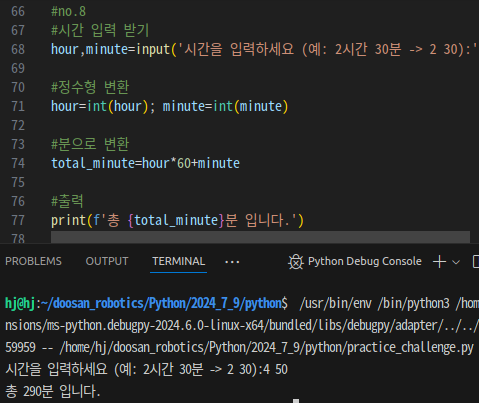 66 #no.8
67 #시간 입력 받기
68 hour,minute=input('시간을 입력하세요 (예: 2시간 30분 -> 2 30):'
69
70 #정수형 변환
71 hour=int(hour); minute=int(minute)
72
73 #분으로 변환
74 total_minute=hour*60+minute
75
76 #출력
77 print(f'총 {total_minute}분 입니다.')
78
PROBLEMS OUTPUT TERMINAL ··· Python Debug Console
hj@hj:~/doosan_robotics/Python/2024_7_9/python$ /usr/bin/env /bin/python3 /hom
nsions/ms-python.debugpy-2024.6.0-linux-x64/bundled/libs/debugpy/adapter/../../
59959 -- /home/hj/doosan_robotics/Python/2024_7_9/python/practice_challenge.py
시간을 입력하세요 (예: 2시간 30분 -> 2 30):4 50
총 290분 입니다.